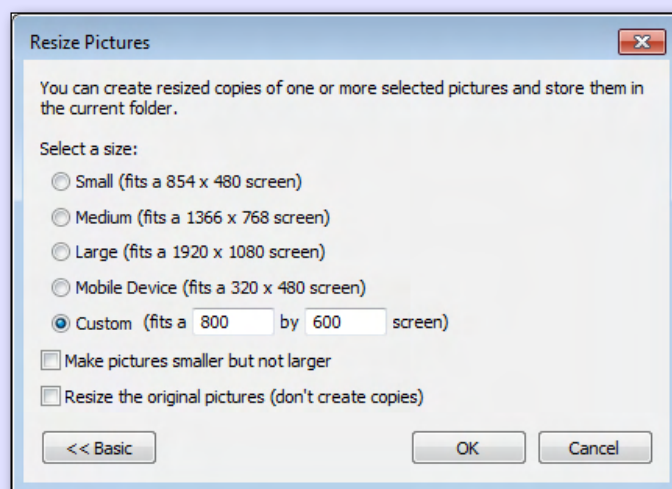 Resize Pictures
You can create resized copies of one or more selected pictures and store them in
the current folder.
Select a size:
Small (fits a 854 x 480 screen)
Medium (fits a 1366 x 768 screen)
Large (fits a 1920 x 1080 screen)
Mobile Device (fits a 320 x 480 screen)
Custom (fits a 800 by 600 screen)
Make pictures smaller but not larger
Resize the original pictures (don't create copies)
<< Basic OK Cancel